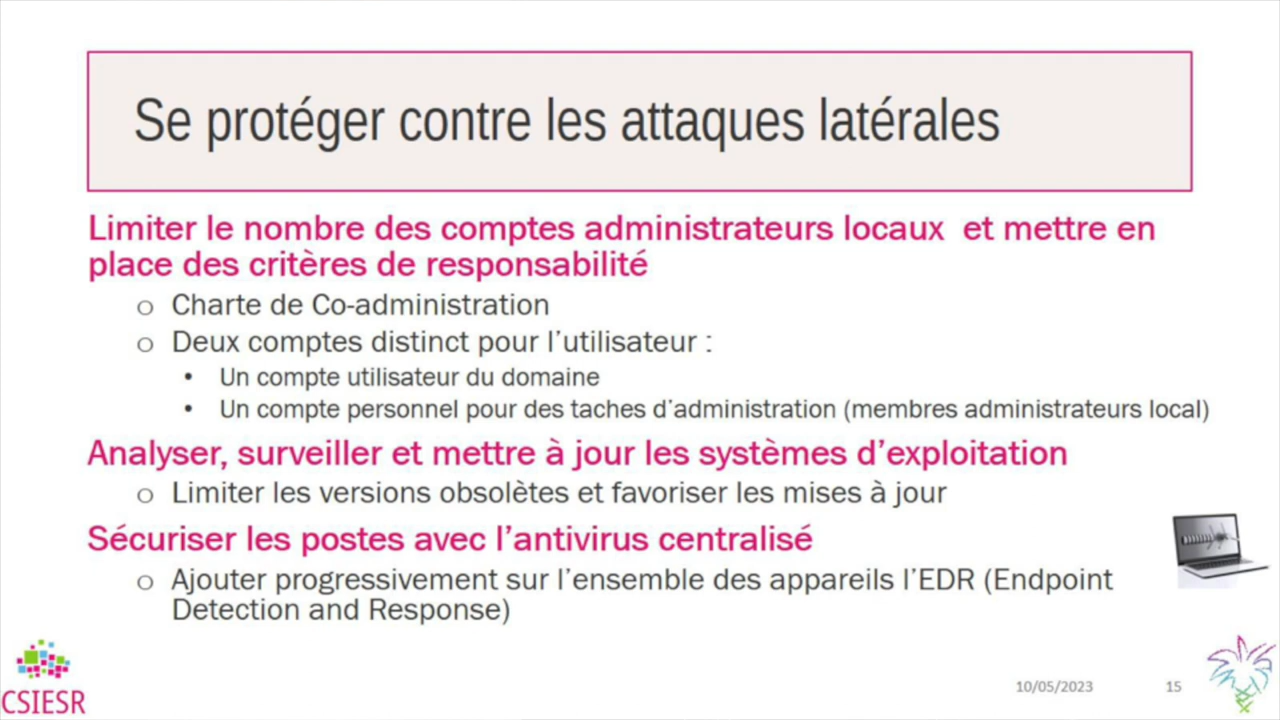 Se protéger contre les attaques latérales
Limiter le nombre des comptes administrateurs locaux et mettre en
place des critères de responsabilité
o Charte de Co-administration
o Deux comptes distinct pour l’utilisateur :
• Un compte utilisateur du domaine
• Un compte personnel pour des taches d’administration (membres administrateurs local)
Analyser, surveiller et mettre à jour les systèmes d’exploitation
o Limiter les versions obsolètes et favoriser les mises à jour
Sécuriser les postes avec l’antivirus centralisé
o Ajouter progressivement sur l’ensemble des appareils l’EDR (Endpoint
Detection and Response)
CSIESR
10/05/2023
15